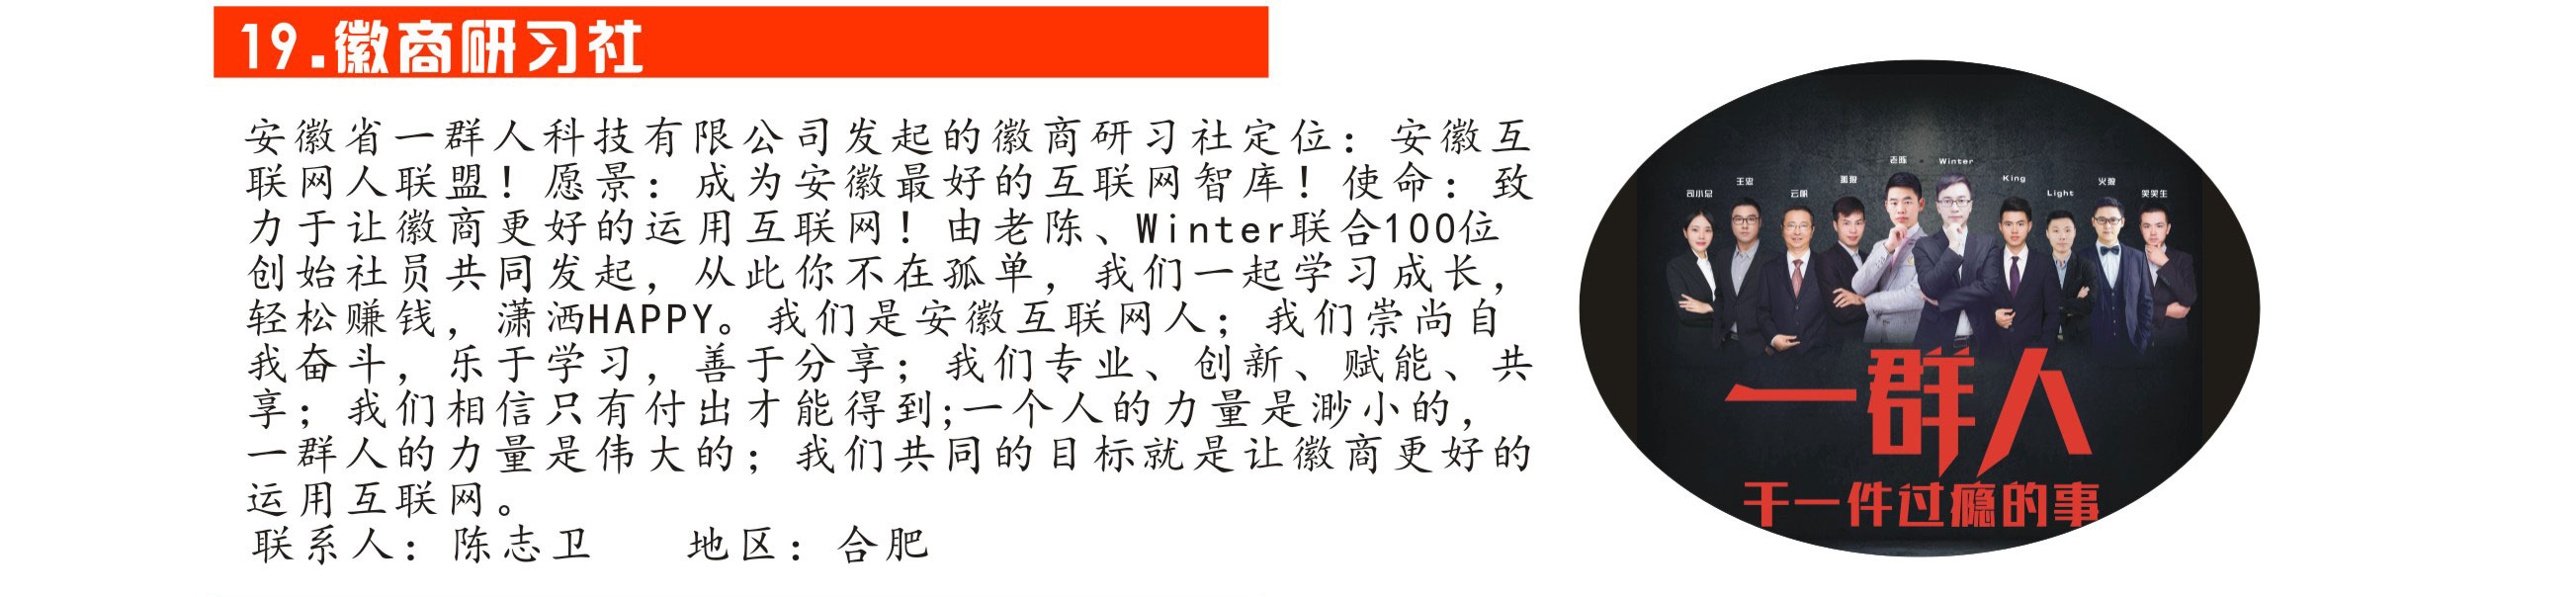 19.徽商研习社
安徽省一群人科技有限公司发起的徽商研习社定位：安徽互
联网人联盟！愿景：成为安徽最好的互联网智库！使命：致
力于让徽商更好的运用互联网！由老陈、Winter联合100位
创始社员共同发起，从此你不在孤单，我们一起学习成长，
轻松赚钱，潇洒HAPPY。我们是安徽互联网人；我们崇尚自
我奋斗，乐于学习，善于分享；我们专业、创新、赋能、共
享；我们相信只有付出才能得到;一个人的力量是渺小的，
一群人的力量是伟大的；我们共同的目标就是让徽商更好的
运用互联网。
联系人：陈志卫 地区：合肥
老陈 Winter
King
王忠
火狼
司小总
云帆
Light
笑笑生
一群人
干一件过瘾的事